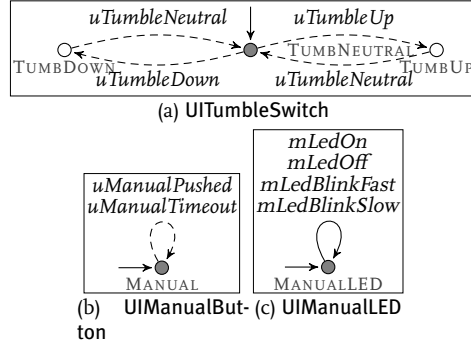 uTumbleNeutral uTumbleUp
TUMBNEUTRAL
TUMBDOWN TUMBUP
uTumbleDown uTumbleNeutral
(a) UITumbleSwitch
mLedOn
mLedOff
uManualPushed mLedBlinkFast
uManualTimeout mLedBlinkSlow
MANUAL MANUALLED
(b) UIManualBut- (c) UIManualLED
ton